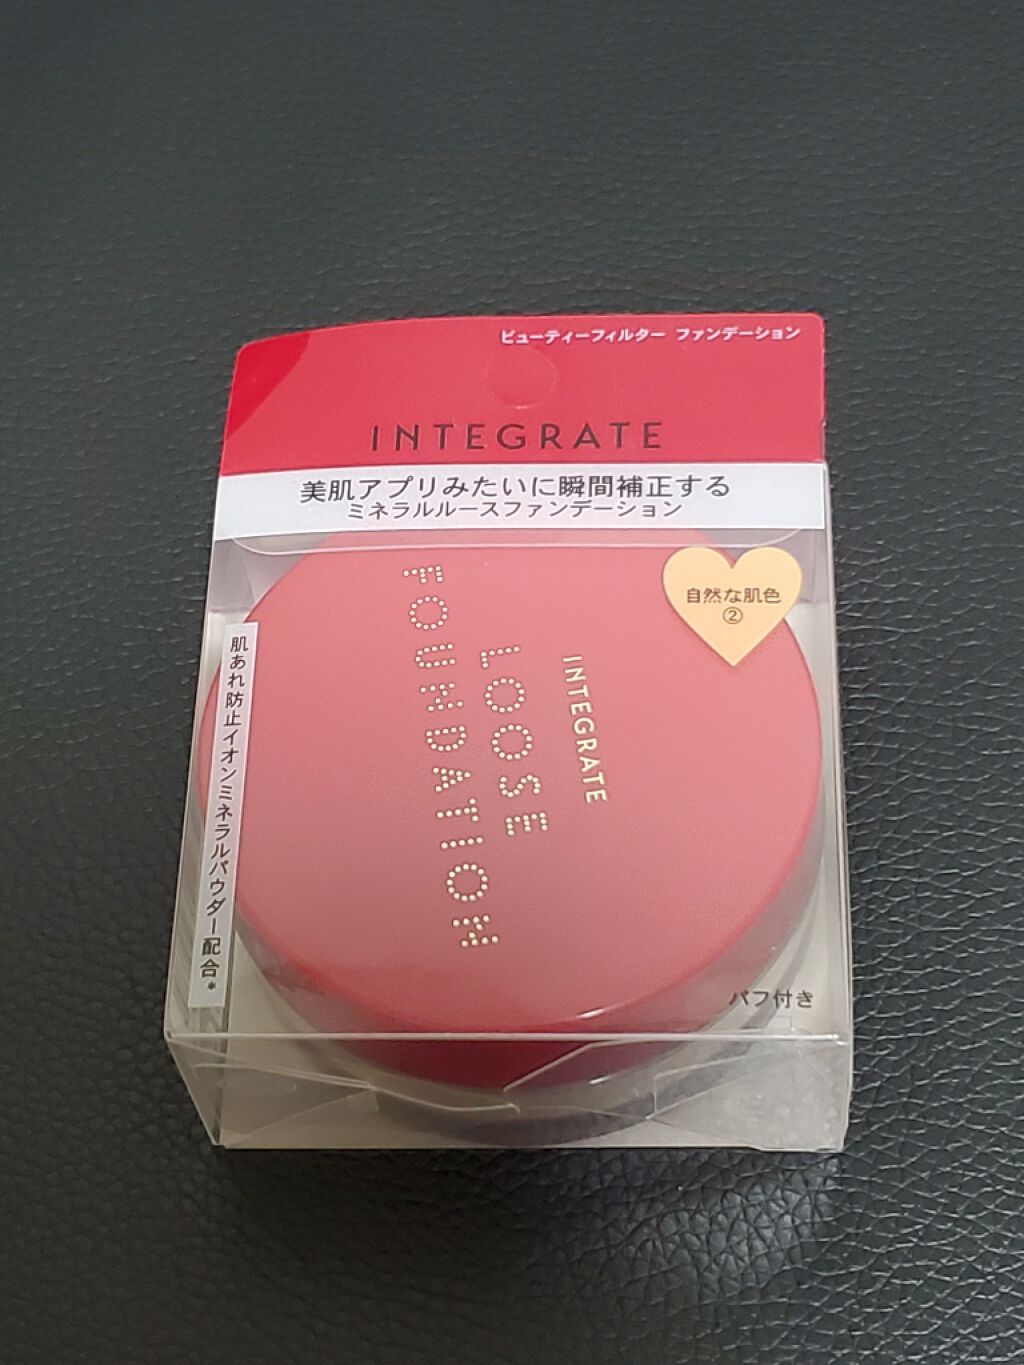 ビューティーフィルター ファンデーション
INTEGRATE
美肌アプリみたいに瞬間補正する
ミネラルルースファンデーション
自然な肌色
②
INTEGRATE
LOOSE
FOUNDATION
肌あれ防止イオンミネラルパウダー配合*
パフ付き